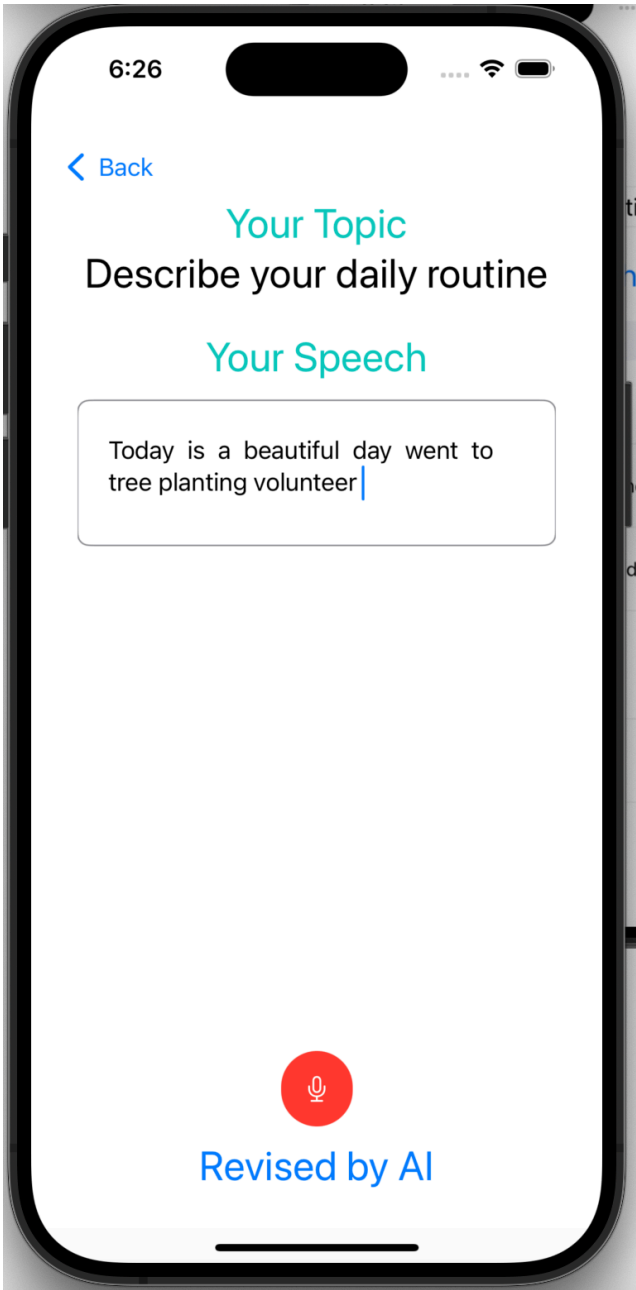 6:26
Back
Your Topic
Describe your daily routine
Your Speech
Today is a beautiful day went to
tree planting volunteer
Revised by AI